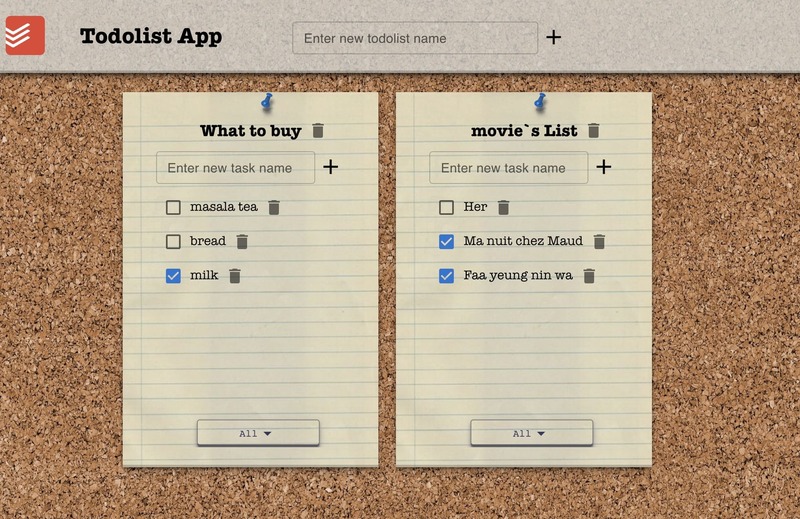 Todolist App
Enter new todolist name
What to buy
Enter new task name
masala tea
bread
milk
All
movie`s List
Enter new task name
Her
Ma nuit chez Maud
Faa yeung nin wa
All